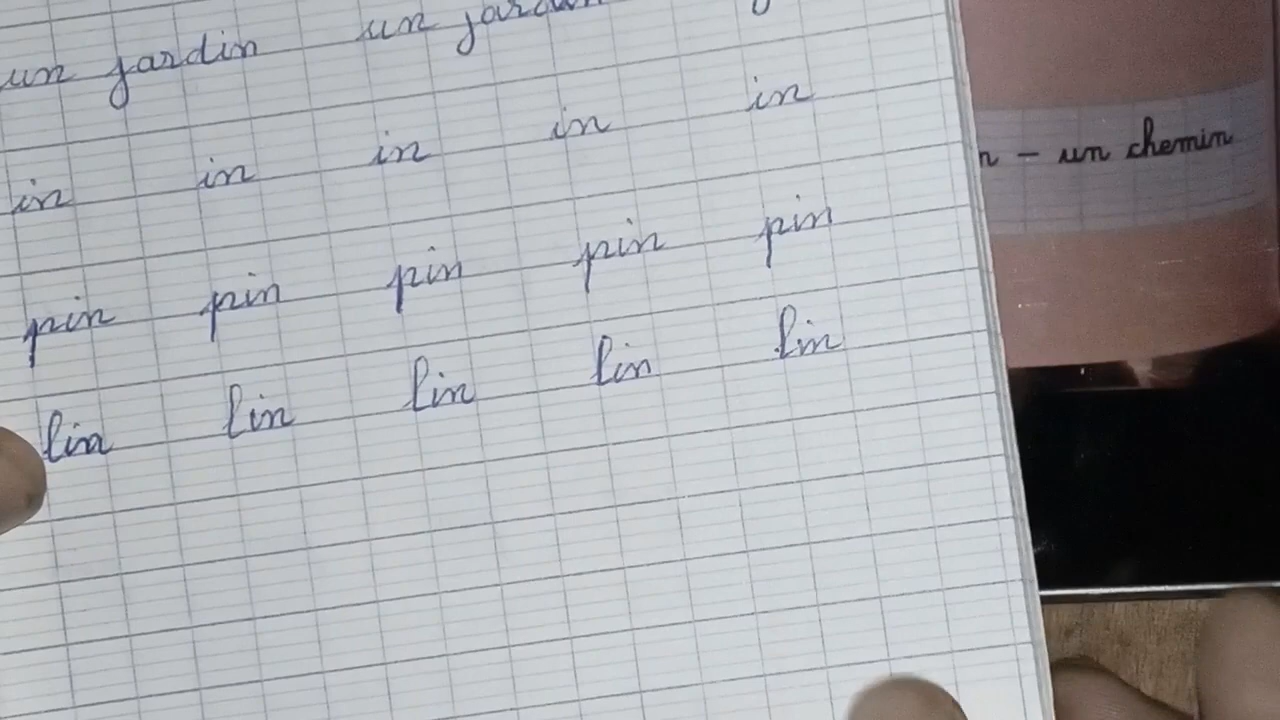 un jardin un jardin
in in in in in
pin pin pin pin pin
lin lin lin lin lin
n – un chemin